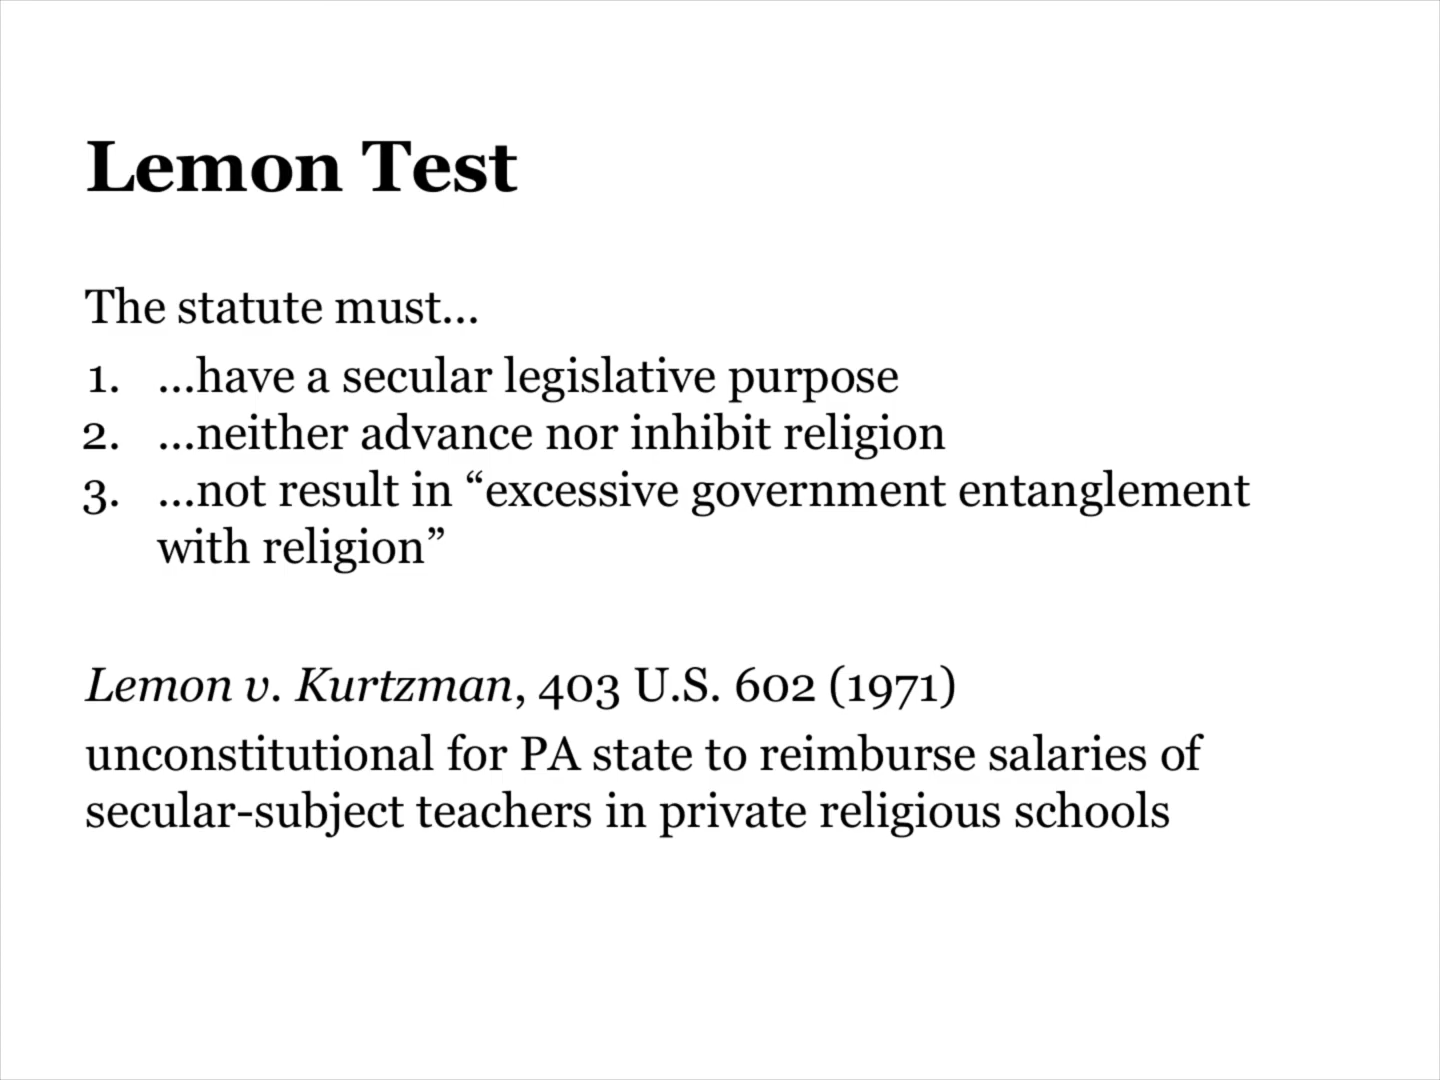 Lemon Test
The statute must...
1. ...have a secular legislative purpose
2. ...neither advance nor inhibit religion
3. ...not result in “excessive government entanglement
with religion”
Lemon v. Kurtzman, 403 U.S. 602 (1971)
unconstitutional for PA state to reimburse salaries of
secular-subject teachers in private religious schools